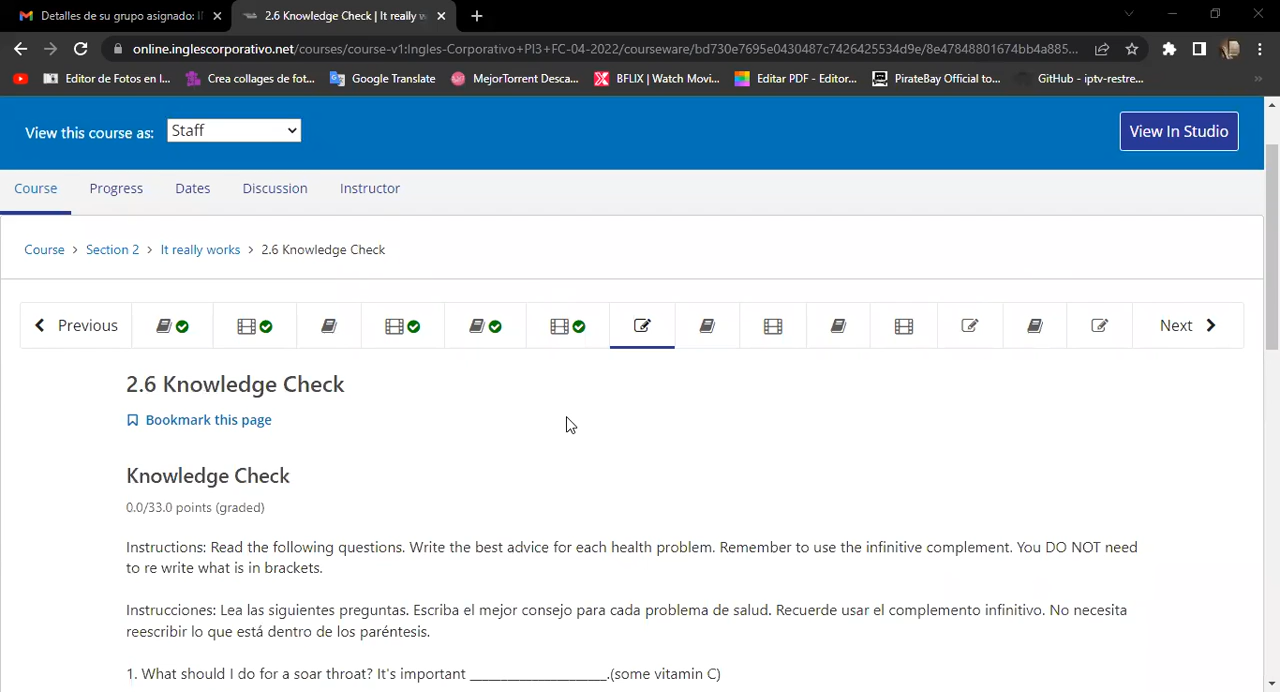 Detalles de su grupo asignado: I
2.6 Knowledge Check | It really w
online.inglescorporativo.net/courses/course-v1:Ingles-Corporativo+PI3+FC-04-2022/courseware/bd730e7695e0430487c7426425534d9e/8e47848801674bb4a885...
Editor de Fotos en l...
Crea collages de fot...
Google Translate
MejorTorrent Desca...
BFLIX | Watch Movi...
Editar PDF - Editor...
PirateBay Official to...
GitHub - iptv-restre...
View this course as:
Staff
View In Studio
Course
Progress
Dates
Discussion
Instructor
Course > Section 2 > It really works > 2.6 Knowledge Check
Previous
Next
2.6 Knowledge Check
Bookmark this page
Knowledge Check
0.0/33.0 points (graded)
Instructions: Read the following questions. Write the best advice for each health problem. Remember to use the infinitive complement. You DO NOT need
to re write what is in brackets.
Instrucciones: Lea las siguientes preguntas. Escriba el mejor consejo para cada problema de salud. Recuerde usar el complemento infinitivo. No necesita
reescribir lo que está dentro de los paréntesis.
1. What should I do for a soar throat? It's important ____________________.(some vitamin C)